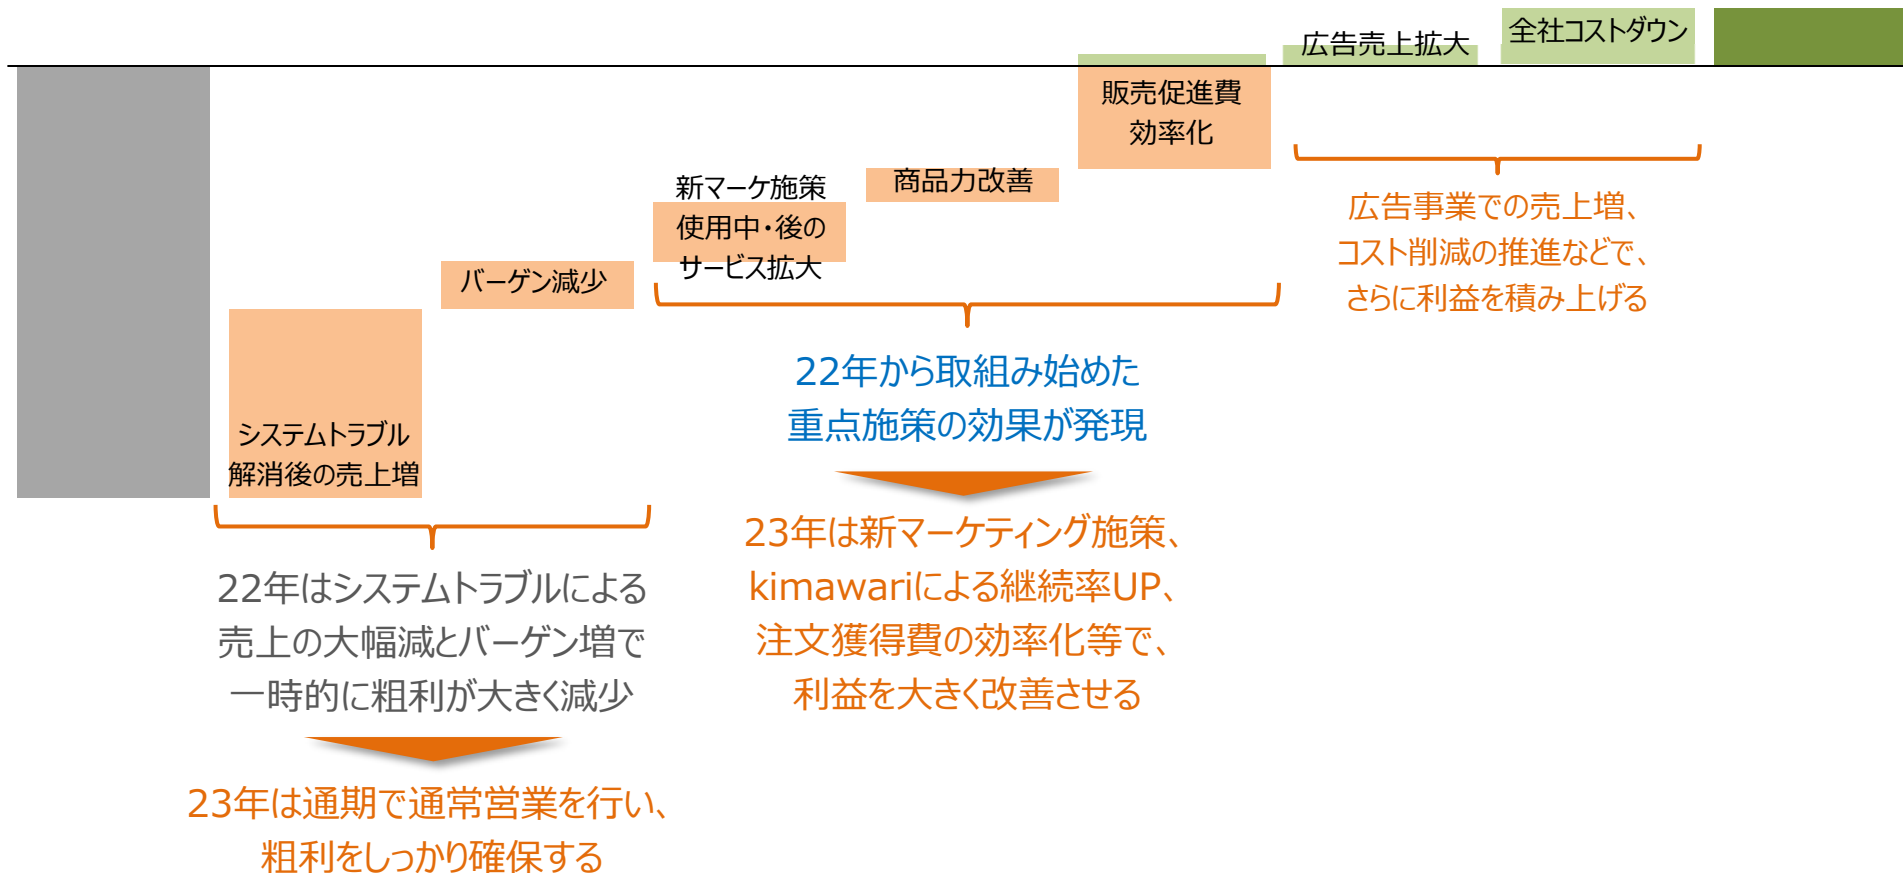 広告売上拡大
全社コストダウン
販売促進費
効率化
新マーケ施策
使用中・後の
サービス拡大
商品力改善
バーゲン減少
システムトラブル
解消後の売上増
広告事業での売上増、
コスト削減の推進などで、
さらに利益を積み上げる
22年から取組み始めた
重点施策の効果が発現
23年は新マーケティング施策、
kimawariによる継続率UP、
注文獲得費の効率化等で、
利益を大きく改善させる
22年はシステムトラブルによる
売上の大幅減とバーゲン増で
一時的に粗利が大きく減少
23年は通期で通常営業を行い、
粗利をしっかり確保する